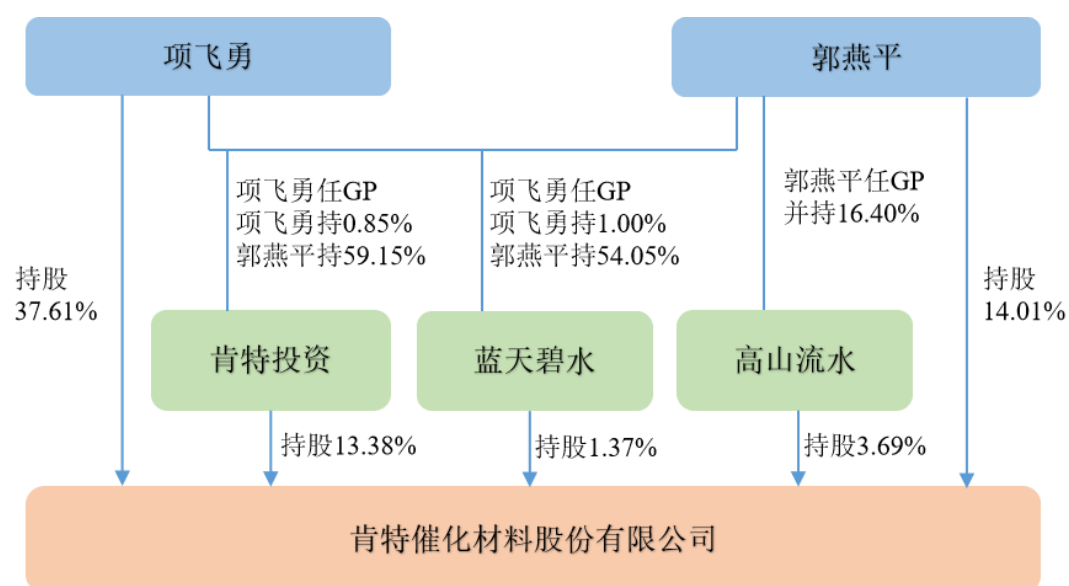 项飞勇
郭燕平
项飞勇任GP
项飞勇持0.85%
郭燕平持59.15%
项飞勇任GP
项飞勇持1.00%
郭燕平持54.05%
郭燕平任GP
并持16.40%
持股
37.61%
持股
14.01%
肯特投资
蓝天碧水
高山流水
持股13.38%
持股1.37%
持股3.69%
肯特催化材料股份有限公司